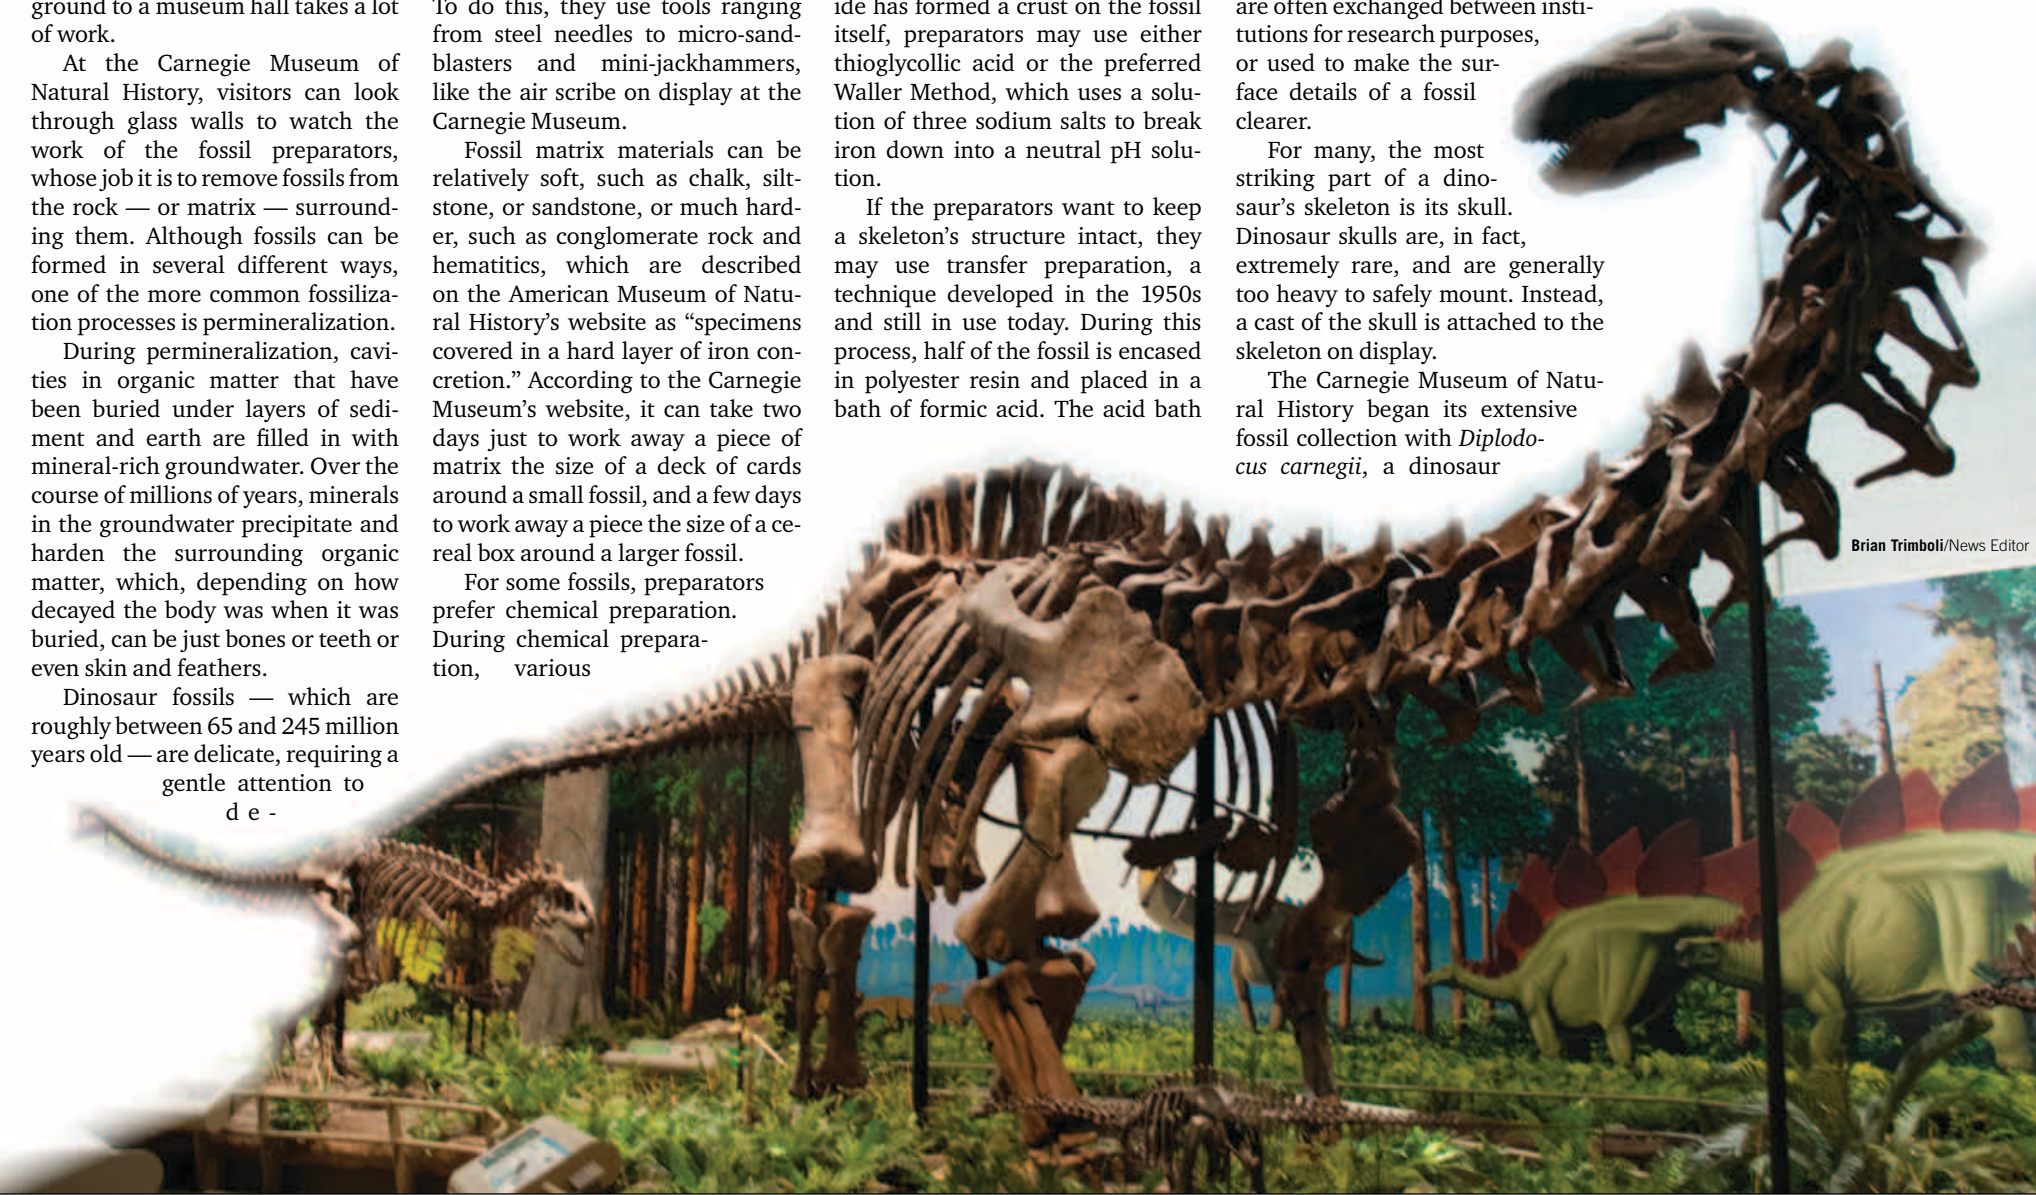 ground to a museum hall takes a lot
of work.
At the Carnegie Museum of
Natural History, visitors can look
through glass walls to watch the
work of the fossil preparators,
whose job it is to remove fossils from
the rock — or matrix — surround-
ing them. Although fossils can be
formed in several different ways,
one of the more common fossiliza-
tion processes is permineralization.
During permineralization, cavi-
ties in organic matter that have
been buried under layers of sedi-
ment and earth are filled in with
mineral-rich groundwater. Over the
course of millions of years, minerals
in the groundwater precipitate and
harden the surrounding organic
matter, which, depending on how
decayed the body was when it was
buried, can be just bones or teeth or
even skin and feathers.
Dinosaur fossils — which are
roughly between 65 and 245 million
years old — are delicate, requiring a
gentle attention to
de-
To do this, they use tools ranging
from steel needles to micro-sand-
blasters and mini-jackhammers,
like the air scribe on display at the
Carnegie Museum.
Fossil matrix materials can be
relatively soft, such as chalk, silt-
stone, or sandstone, or much hard-
er, such as conglomerate rock and
hematitics, which are described
on the American Museum of Natu-
ral History’s website as “specimens
covered in a hard layer of iron con-
cretion.” According to the Carnegie
Museum’s website, it can take two
days just to work away a piece of
matrix the size of a deck of cards
around a small fossil, and a few days
to work away a piece the size of a ce-
real box around a larger fossil.
For some fossils, preparators
prefer chemical preparation.
During chemical prepara-
tion, various
ide has formed a crust on the fossil
itself, preparators may use either
thioglycollic acid or the preferred
Waller Method, which uses a solu-
tion of three sodium salts to break
iron down into a neutral pH solu-
tion.
If the preparators want to keep
a skeleton’s structure intact, they
may use transfer preparation, a
technique developed in the 1950s
and still in use today. During this
process, half of the fossil is encased
in polyester resin and placed in a
bath of formic acid. The acid bath
are often exchanged between insti-
tutions for research purposes,
or used to make the sur-
face details of a fossil
clearer.
For many, the most
striking part of a dino-
saur’s skeleton is its skull.
Dinosaur skulls are, in fact,
extremely rare, and are generally
too heavy to safely mount. Instead,
a cast of the skull is attached to the
skeleton on display.
The Carnegie Museum of Natu-
ral History began its extensive
fossil collection with Diplodo-
cus carnegii, a dinosaur
Brian Trimboli/News Editor